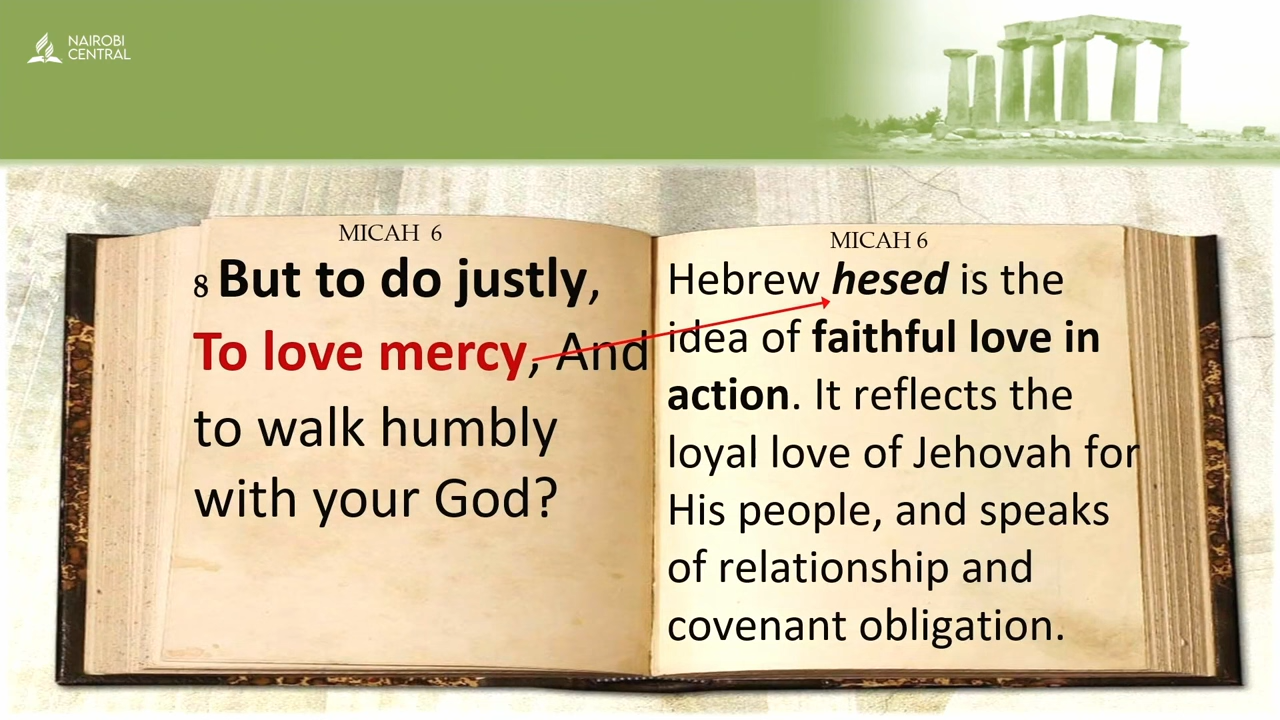 NAIROBI
CENTRAL
MICAH 6
8 But to do justly,
To love mercy, And
to walk humbly
with your God?
MICAH 6
Hebrew hesed is the
idea of faithful love in
action. It reflects the
loyal love of Jehovah for
His people, and speaks
of relationship and
covenant obligation.